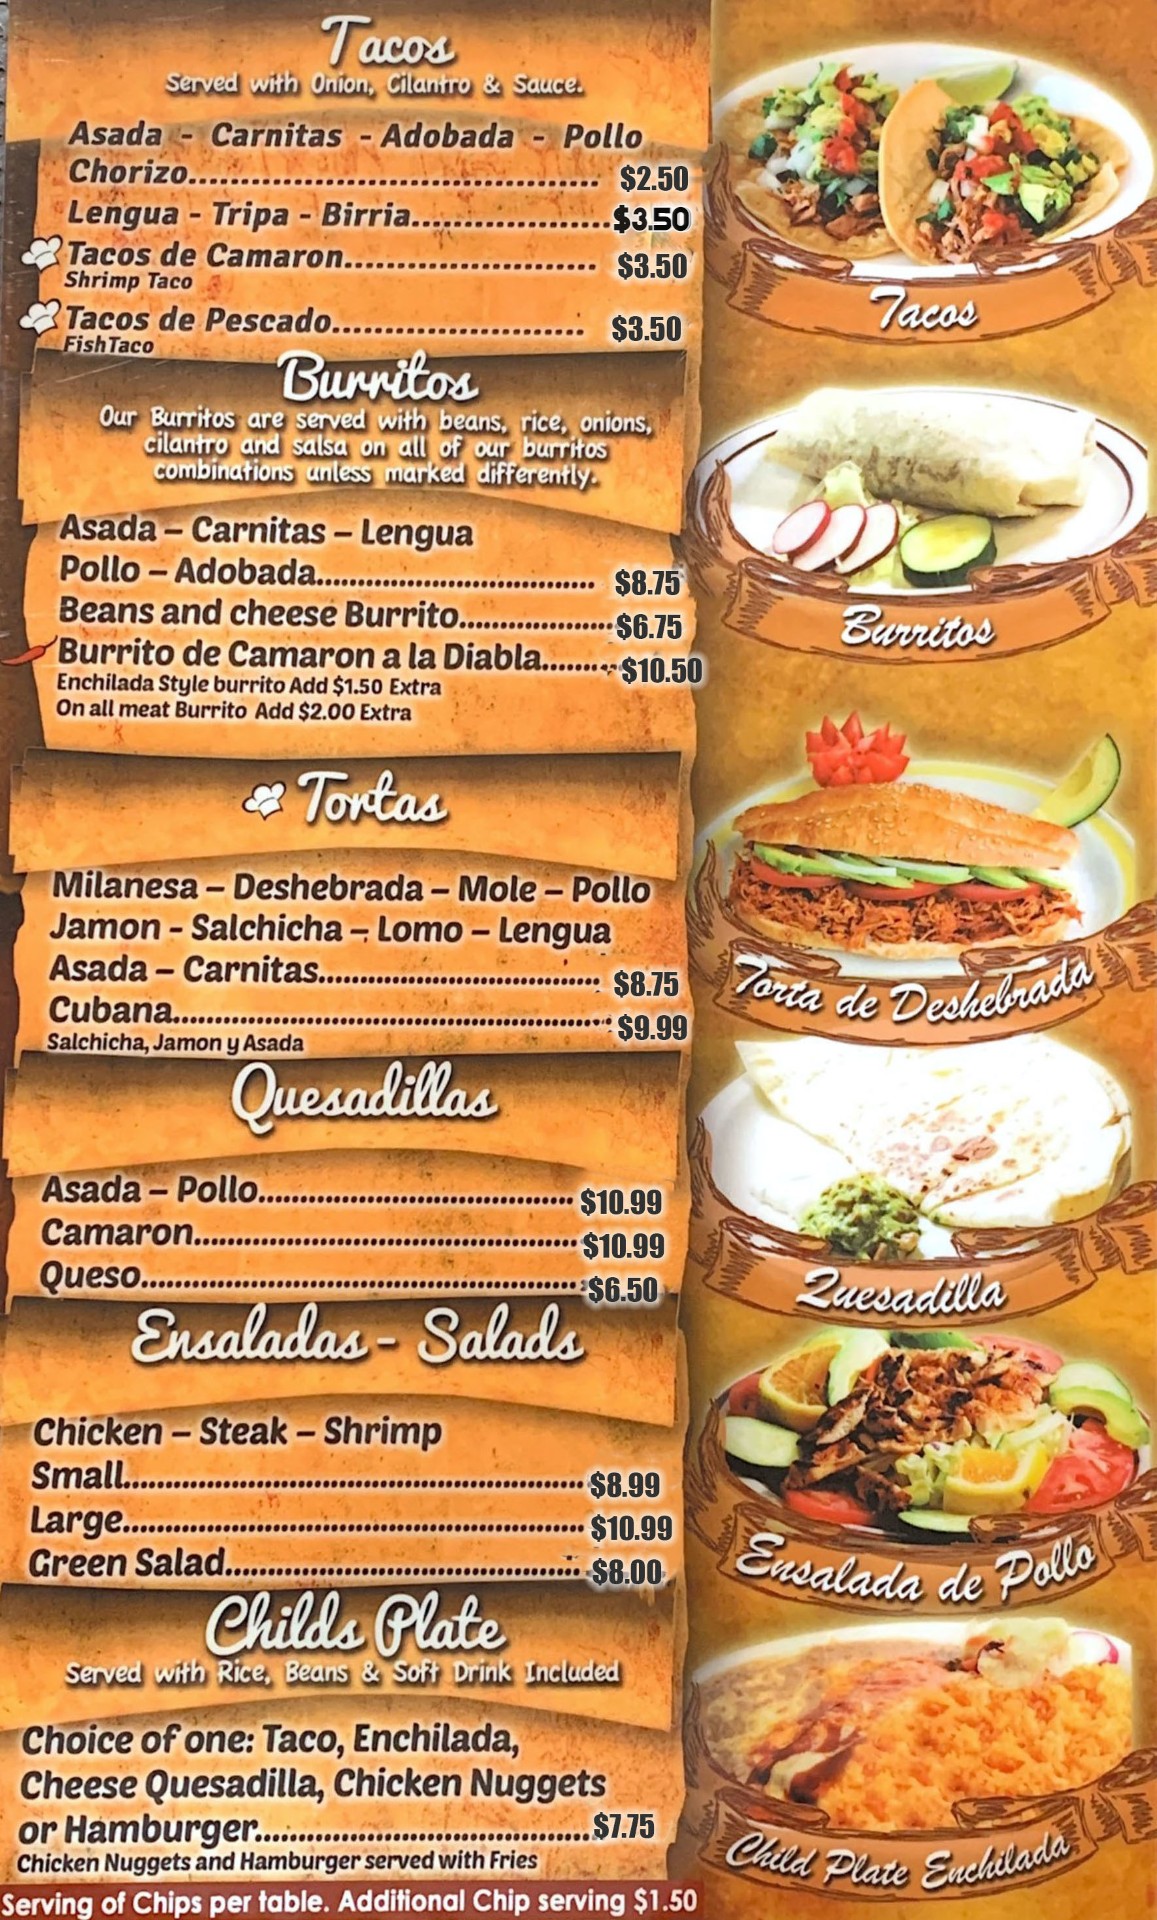 Tacos
Served with Onion, Cilantro & Sauce.
Asada - Carnitas - Adobada - Pollo
Chorizo........................................ $2.50
Lengua - Tripa - Birria....................$3.50
Tacos de Camaron......................... $3.50
Shrimp Taco
Tacos de Pescado......................... $3.50
FishTaco
Tacos
Burritos
Our Burritos are served with beans, rice, onions,
cilantro and salsa on all of our burritos
combinations unless marked differently.
Asada – Carnitas – Lengua
Pollo – Adobada................................. $8.75
Beans and cheese Burrito..................$6.75
Burrito de Camaron a la Diabla.........$10.50
Enchilada Style burrito Add $1.50 Extra
On all meat Burrito Add $2.00 Extra
Burritos
Tortas
Milanesa – Deshebrada – Mole – Pollo
Jamon - Salchicha – Lomo – Lengua
Asada – Carnitas................................. $8.75
Cubana....................................................$9.99
Salchicha, Jamon y Asada
Torta de Deshebrada
Quesadillas
Asada – Pollo...................................... $10.99
Camaron..............................................$10.99
Queso....................................................$6.50
Quesadilla
Ensaladas - Salads
Chicken – Steak – Shrimp
Small......................................................$8.99
Large...................................................... $10.99
Green Salad.......................................... $8.00
Ensalada de Pollo
Childs Plate
Served with Rice, Beans & Soft Drink Included
Choice of one: Taco, Enchilada,
Cheese Quesadilla, Chicken Nuggets
or Hamburger.......................................$7.75
Chicken Nuggets and Hamburger served with Fries
Child Plate Enchilada
Serving of Chips per table. Additional Chip serving $1.50